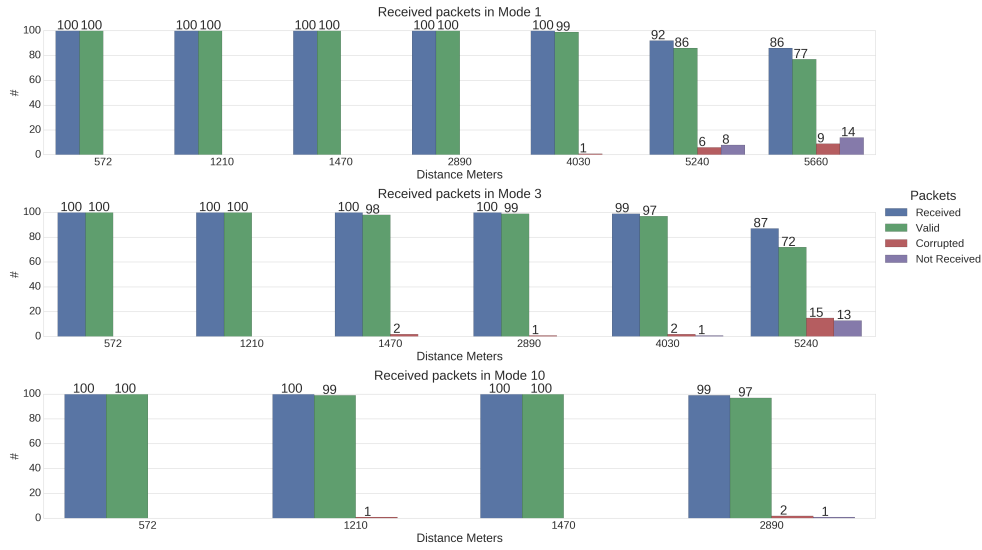 Received packets in Mode 1
100 100 100 100 100 100 100 100 100 99 1 92 86 6 8 86 77 9 14
100
80
60
40
20
0
#
572 1210 1470 2890 4030 5240 5660
Distance Meters
Received packets in Mode 3
100 100 100 100 100 98 2 100 99 1 99 97 2 1 87 72 15 13
100
80
60
40
20
0
#
572 1210 1470 2890 4030 5240
Distance Meters
Packets
Received
Valid
Corrupted
Not Received
Received packets in Mode 10
100 100 100 99 1 100 100 99 97 2 1
100
80
60
40
20
0
#
572 1210 1470 2890
Distance Meters